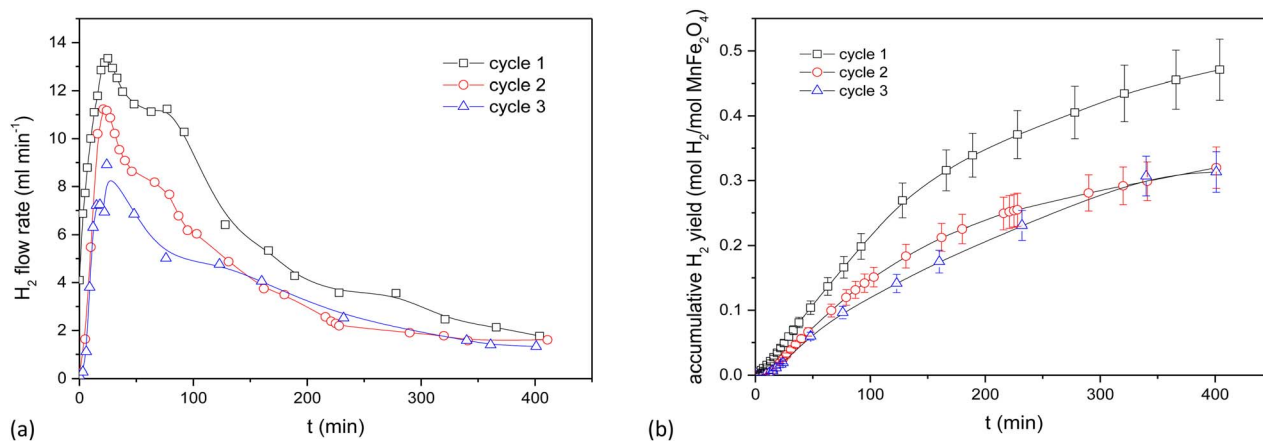 14
12
10
8
6
4
2
0
0 100 200 300 400
H₂ flow rate (ml min⁻¹)
t (min)
cycle 1
cycle 2
cycle 3
(a)
0.5
0.4
0.3
0.2
0.1
0.0
0 100 200 300 400
accumulative H₂ yield (mol H₂/mol MnFe₂O₄)
t (min)
cycle 1
cycle 2
cycle 3
(b)